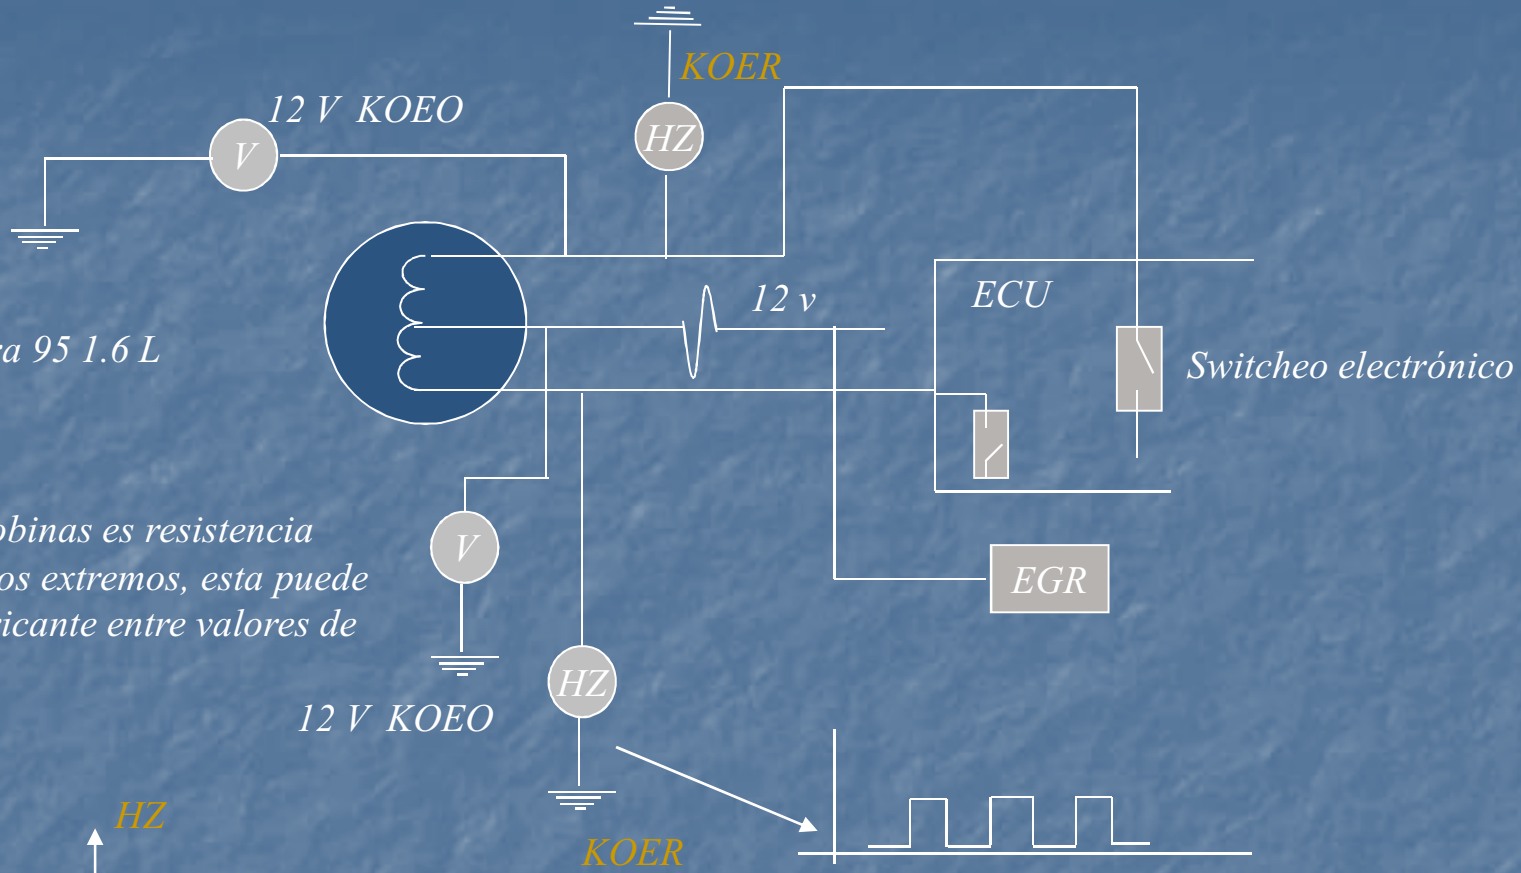 KOER
12 V KOEO
HZ
V
12 v
ECU
95 1.6 L
Switcheo electrónico
es resistencia
extremos, esta puede
V
EGR
entre valores de
HZ
12 V KOEO
HZ
KOER